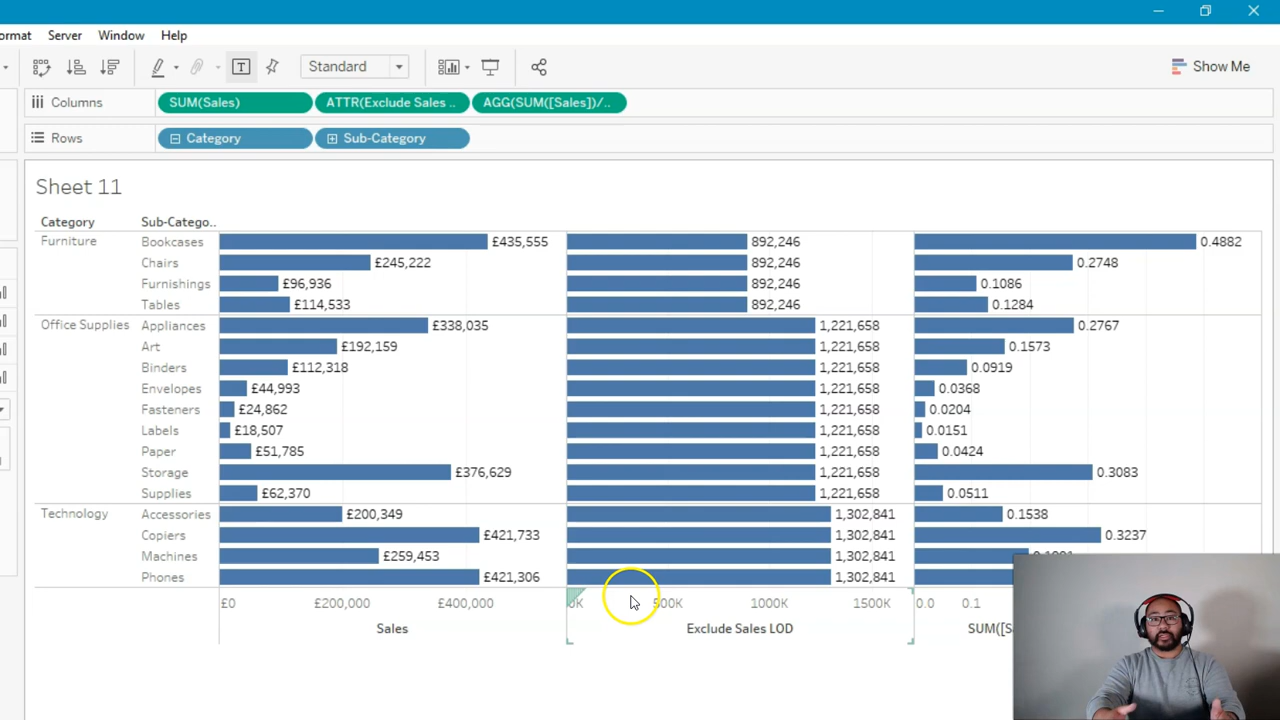 ormat Server Window Help
Standard Show Me
Columns SUM(Sales) ATTR(Exclude Sales .. AGG(SUM([Sales])/..
Rows Category Sub-Category
Sheet 11
Category Sub-Catego..
Furniture Bookcases £435,555 892,246 0.4882
Chairs £245,222 892,246 0.2748
Furnishings £96,936 892,246 0.1086
Tables £114,533 892,246 0.1284
Office Supplies Appliances £338,035 1,221,658 0.2767
Art £192,159 1,221,658 0.1573
Binders £112,318 1,221,658 0.0919
Envelopes £44,993 1,221,658 0.0368
Fasteners £24,862 1,221,658 0.0204
Labels £18,507 1,221,658 0.0151
Paper £51,785 1,221,658 0.0424
Storage £376,629 1,221,658 0.3083
Supplies £62,370 1,221,658 0.0511
Technology Accessories £200,349 1,302,841 0.1538
Copiers £421,733 1,302,841 0.3237
Machines £259,453 1,302,841
Phones £421,306 1,302,841
£0 £200,000 £400,000 0K 500K 1000K 1500K 0.0 0.1
Sales Exclude Sales LOD SUM([S